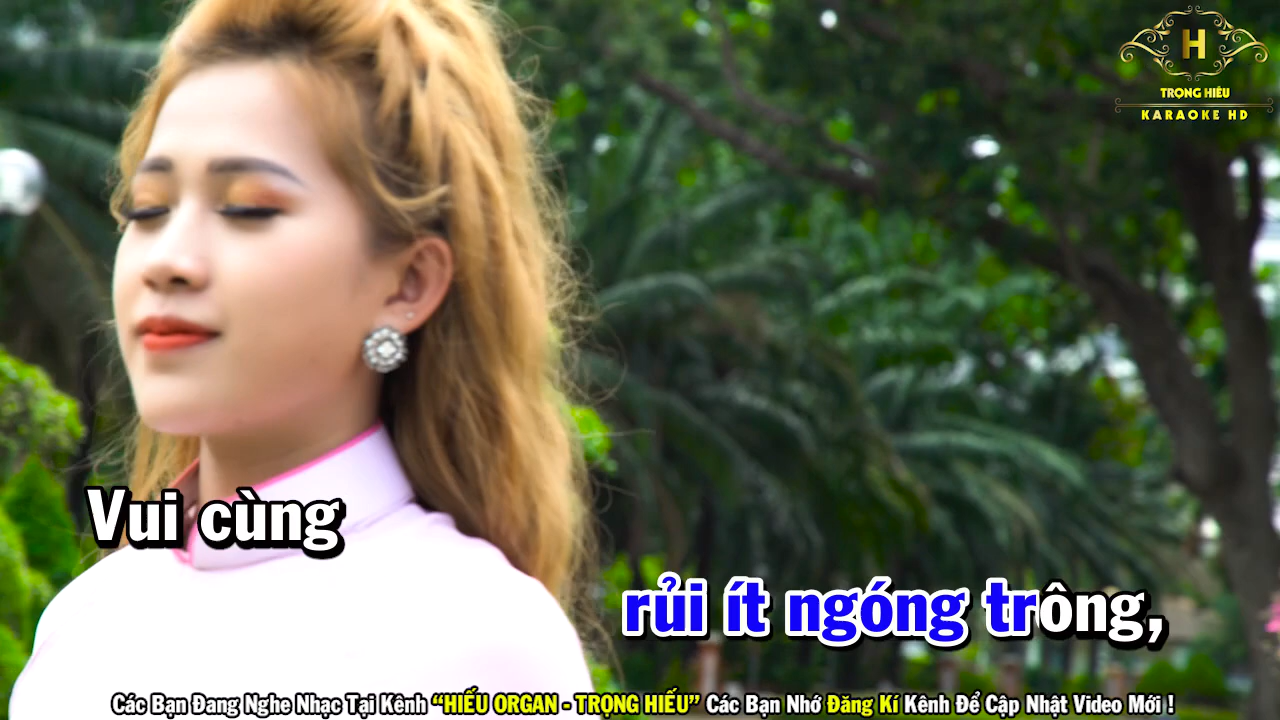 H
TRỌNG HIẾU
KARAOKE HD
Vui cùng
rủi ít ngóng trông,
Các Bạn Đang Nghe Nhạc Tại Kênh “HIẾU ORGAN - TRỌNG HIẾU” Các Bạn Nhớ Đăng Kí Kênh Để Cập Nhật Video Mới !